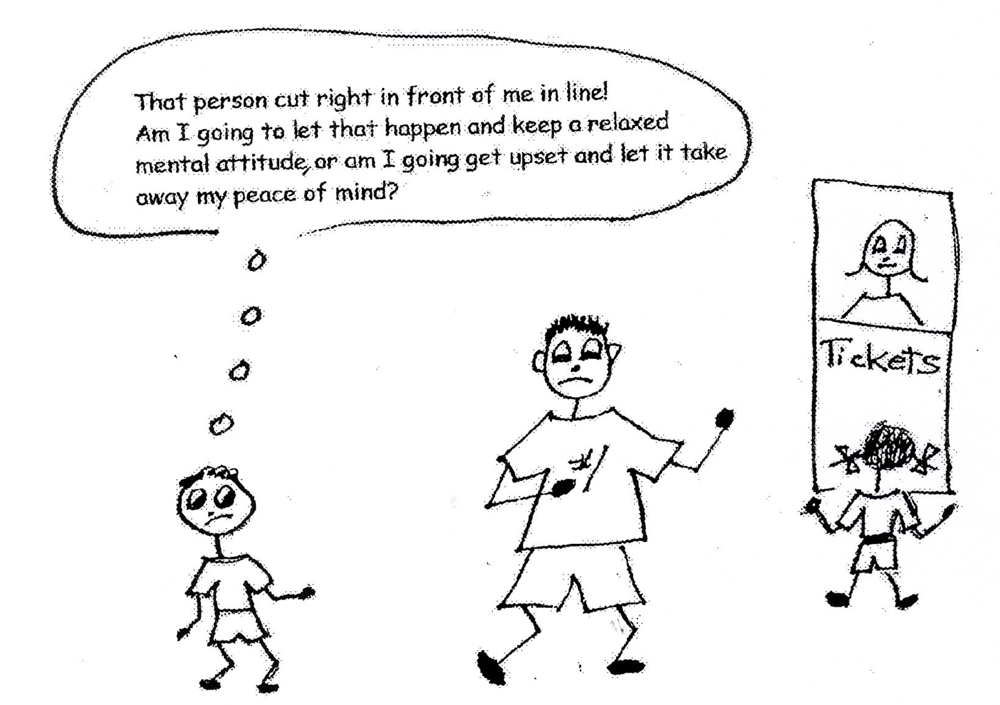 That person cut right in front of me in line!
Am I going to let that happen and keep a relaxed
mental attitude, or am I going get upset and let it take
away my peace of mind?
Tickets